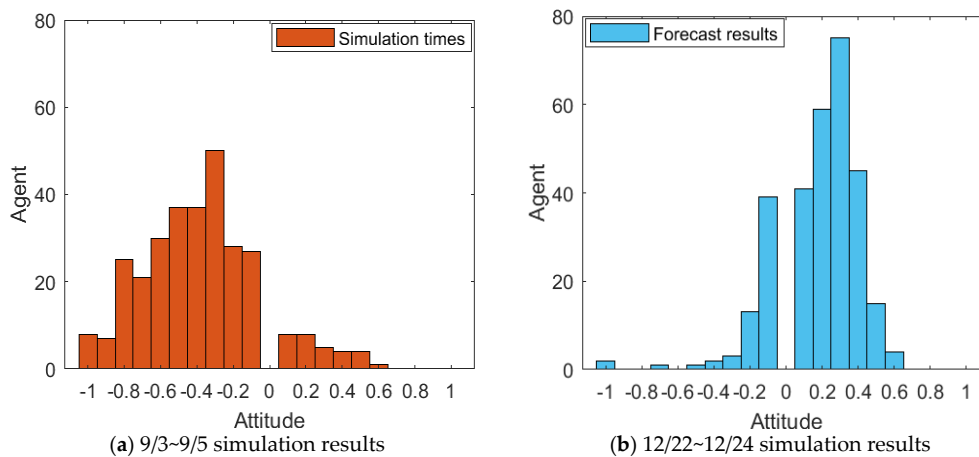 80
60
40
20
0
Agent
Simulation times
-1 -0.8 -0.6 -0.4 -0.2 0 0.2 0.4 0.6 0.8 1
Attitude
(a) 9/3~9/5 simulation results
80
60
40
20
0
Agent
Forecast results
-1 -0.8 -0.6 -0.4 -0.2 0 0.2 0.4 0.6 0.8 1
Attitude
(b) 12/22~12/24 simulation results